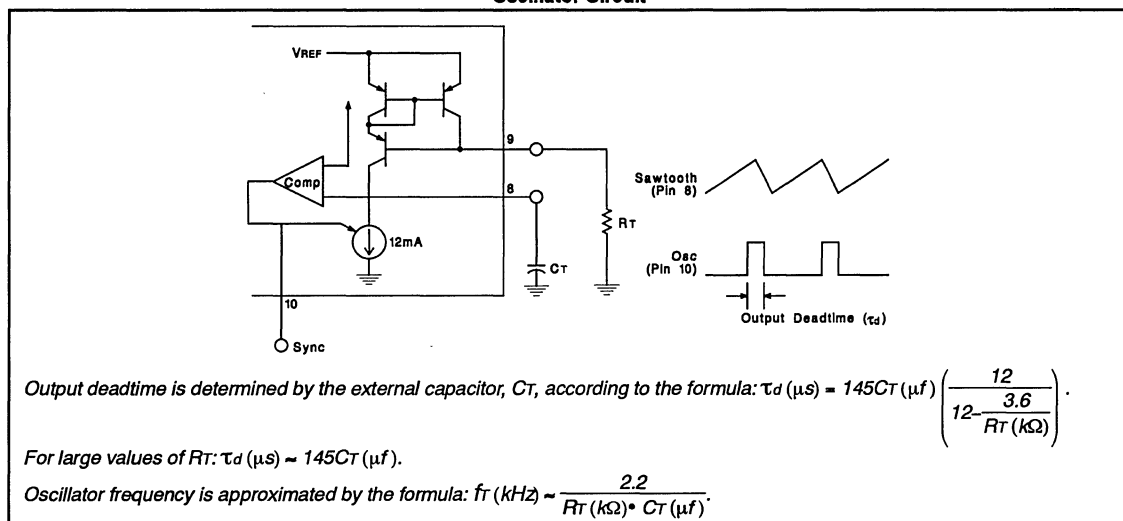 Oscillator Circuit
VREF
9
Comp
8
12mA
RT
CT
10
Sync
Sawtooth
(Pin 8)
Osc
(Pin 10)
Output Deadtime (τd)
Output deadtime is determined by the external capacitor, CT, according to the formula: τd (µs) = 145CT (µf) ( 12 / ( 12 – 3.6 / RT (kΩ) ) ) .
For large values of RT: τd (µs) ≈ 145CT (µf).
Oscillator frequency is approximated by the formula: fT (kHz) ≈ 2.2 / ( RT (kΩ) • CT (µf) ).